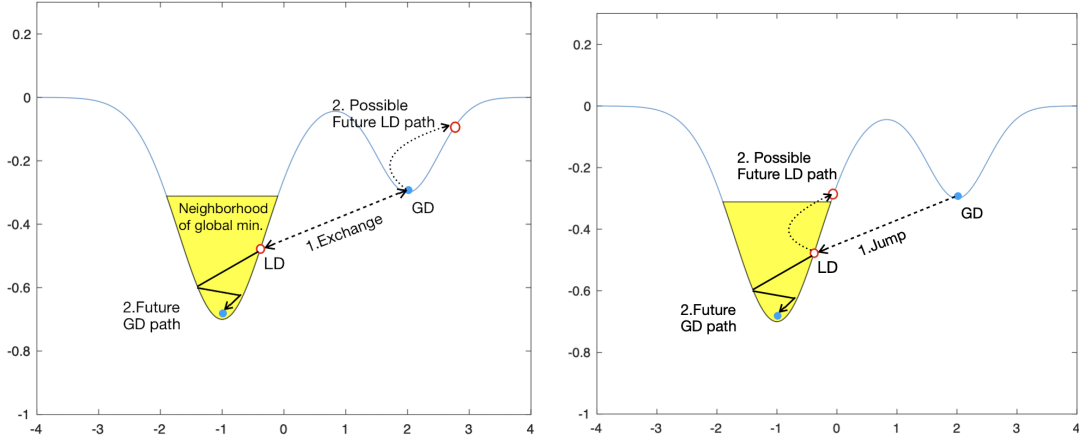 0.2
0
-0.2
-0.4
-0.6
-0.8
-1
-4
-3
-2
-1
0
1
2
3
4
2. Possible
Future LD path
Neighborhood
of global min.
1.Exchange
GD
LD
2.Future
GD path
0.2
0
-0.2
-0.4
-0.6
-0.8
-1
-4
-3
-2
-1
0
1
2
3
4
2. Possible
Future LD path
1.Jump
GD
LD
2.Future
GD path